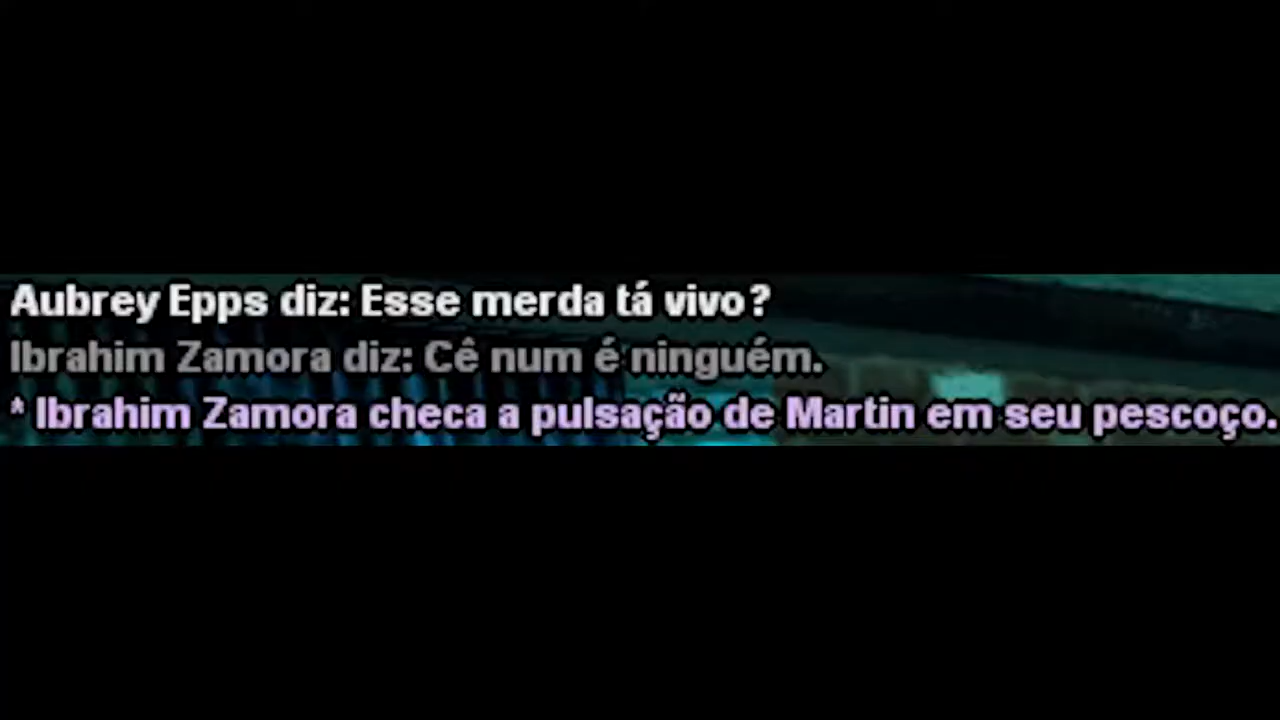 Aubrey Epps diz: Esse merda tá vivo?
Ibrahim Zamora diz: Cê num é ninguém.
* Ibrahim Zamora checa a pulsação de Martin em seu pescoço.